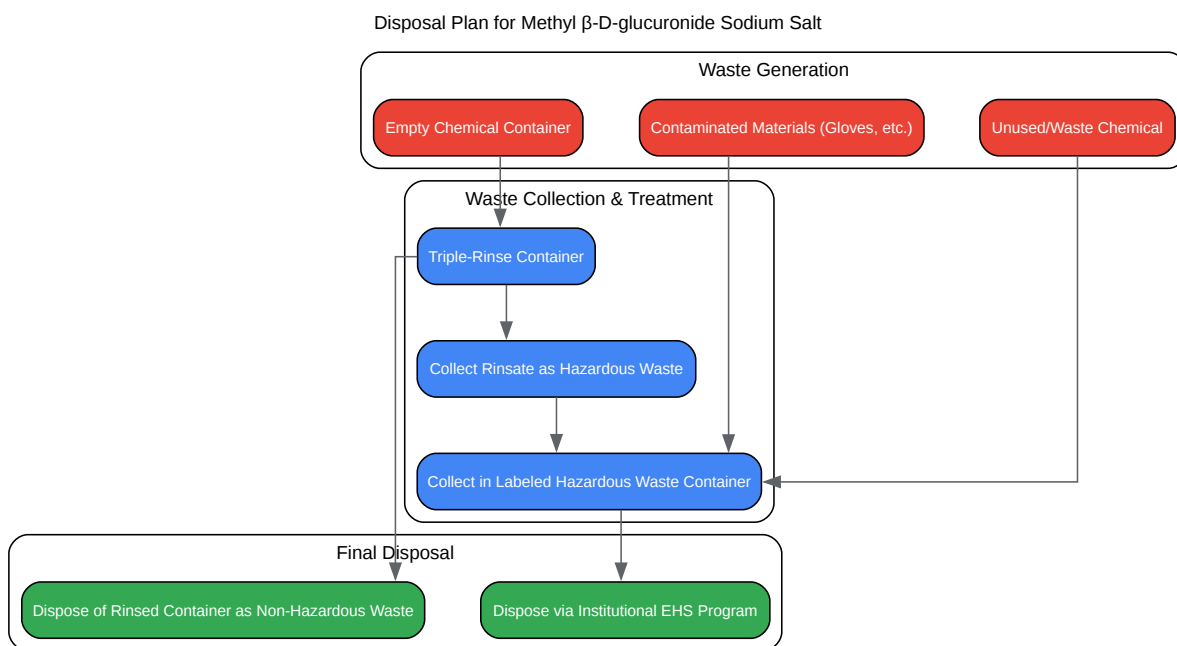 Disposal Plan for Methyl β-D-glucuronide Sodium Salt
Waste Generation
Empty Chemical Container
Contaminated Materials (Gloves, etc.)
Unused/Waste Chemical
Waste Collection & Treatment
Triple-Rinse Container
Collect Rinsate as Hazardous Waste
Collect in Labeled Hazardous Waste Container
Final Disposal
Dispose of Rinsed Container as Non-Hazardous Waste
Dispose via Institutional EHS Program